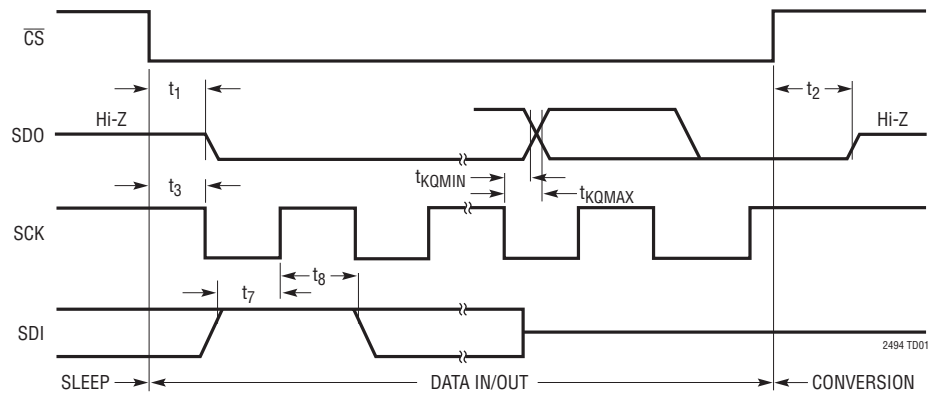 CS
t1 t2
Hi-Z Hi-Z
SDO
tKQMIN
t3 tKQMAX
SCK
t7 t8
SDI
2494 TD01
SLEEP DATA IN/OUT CONVERSION